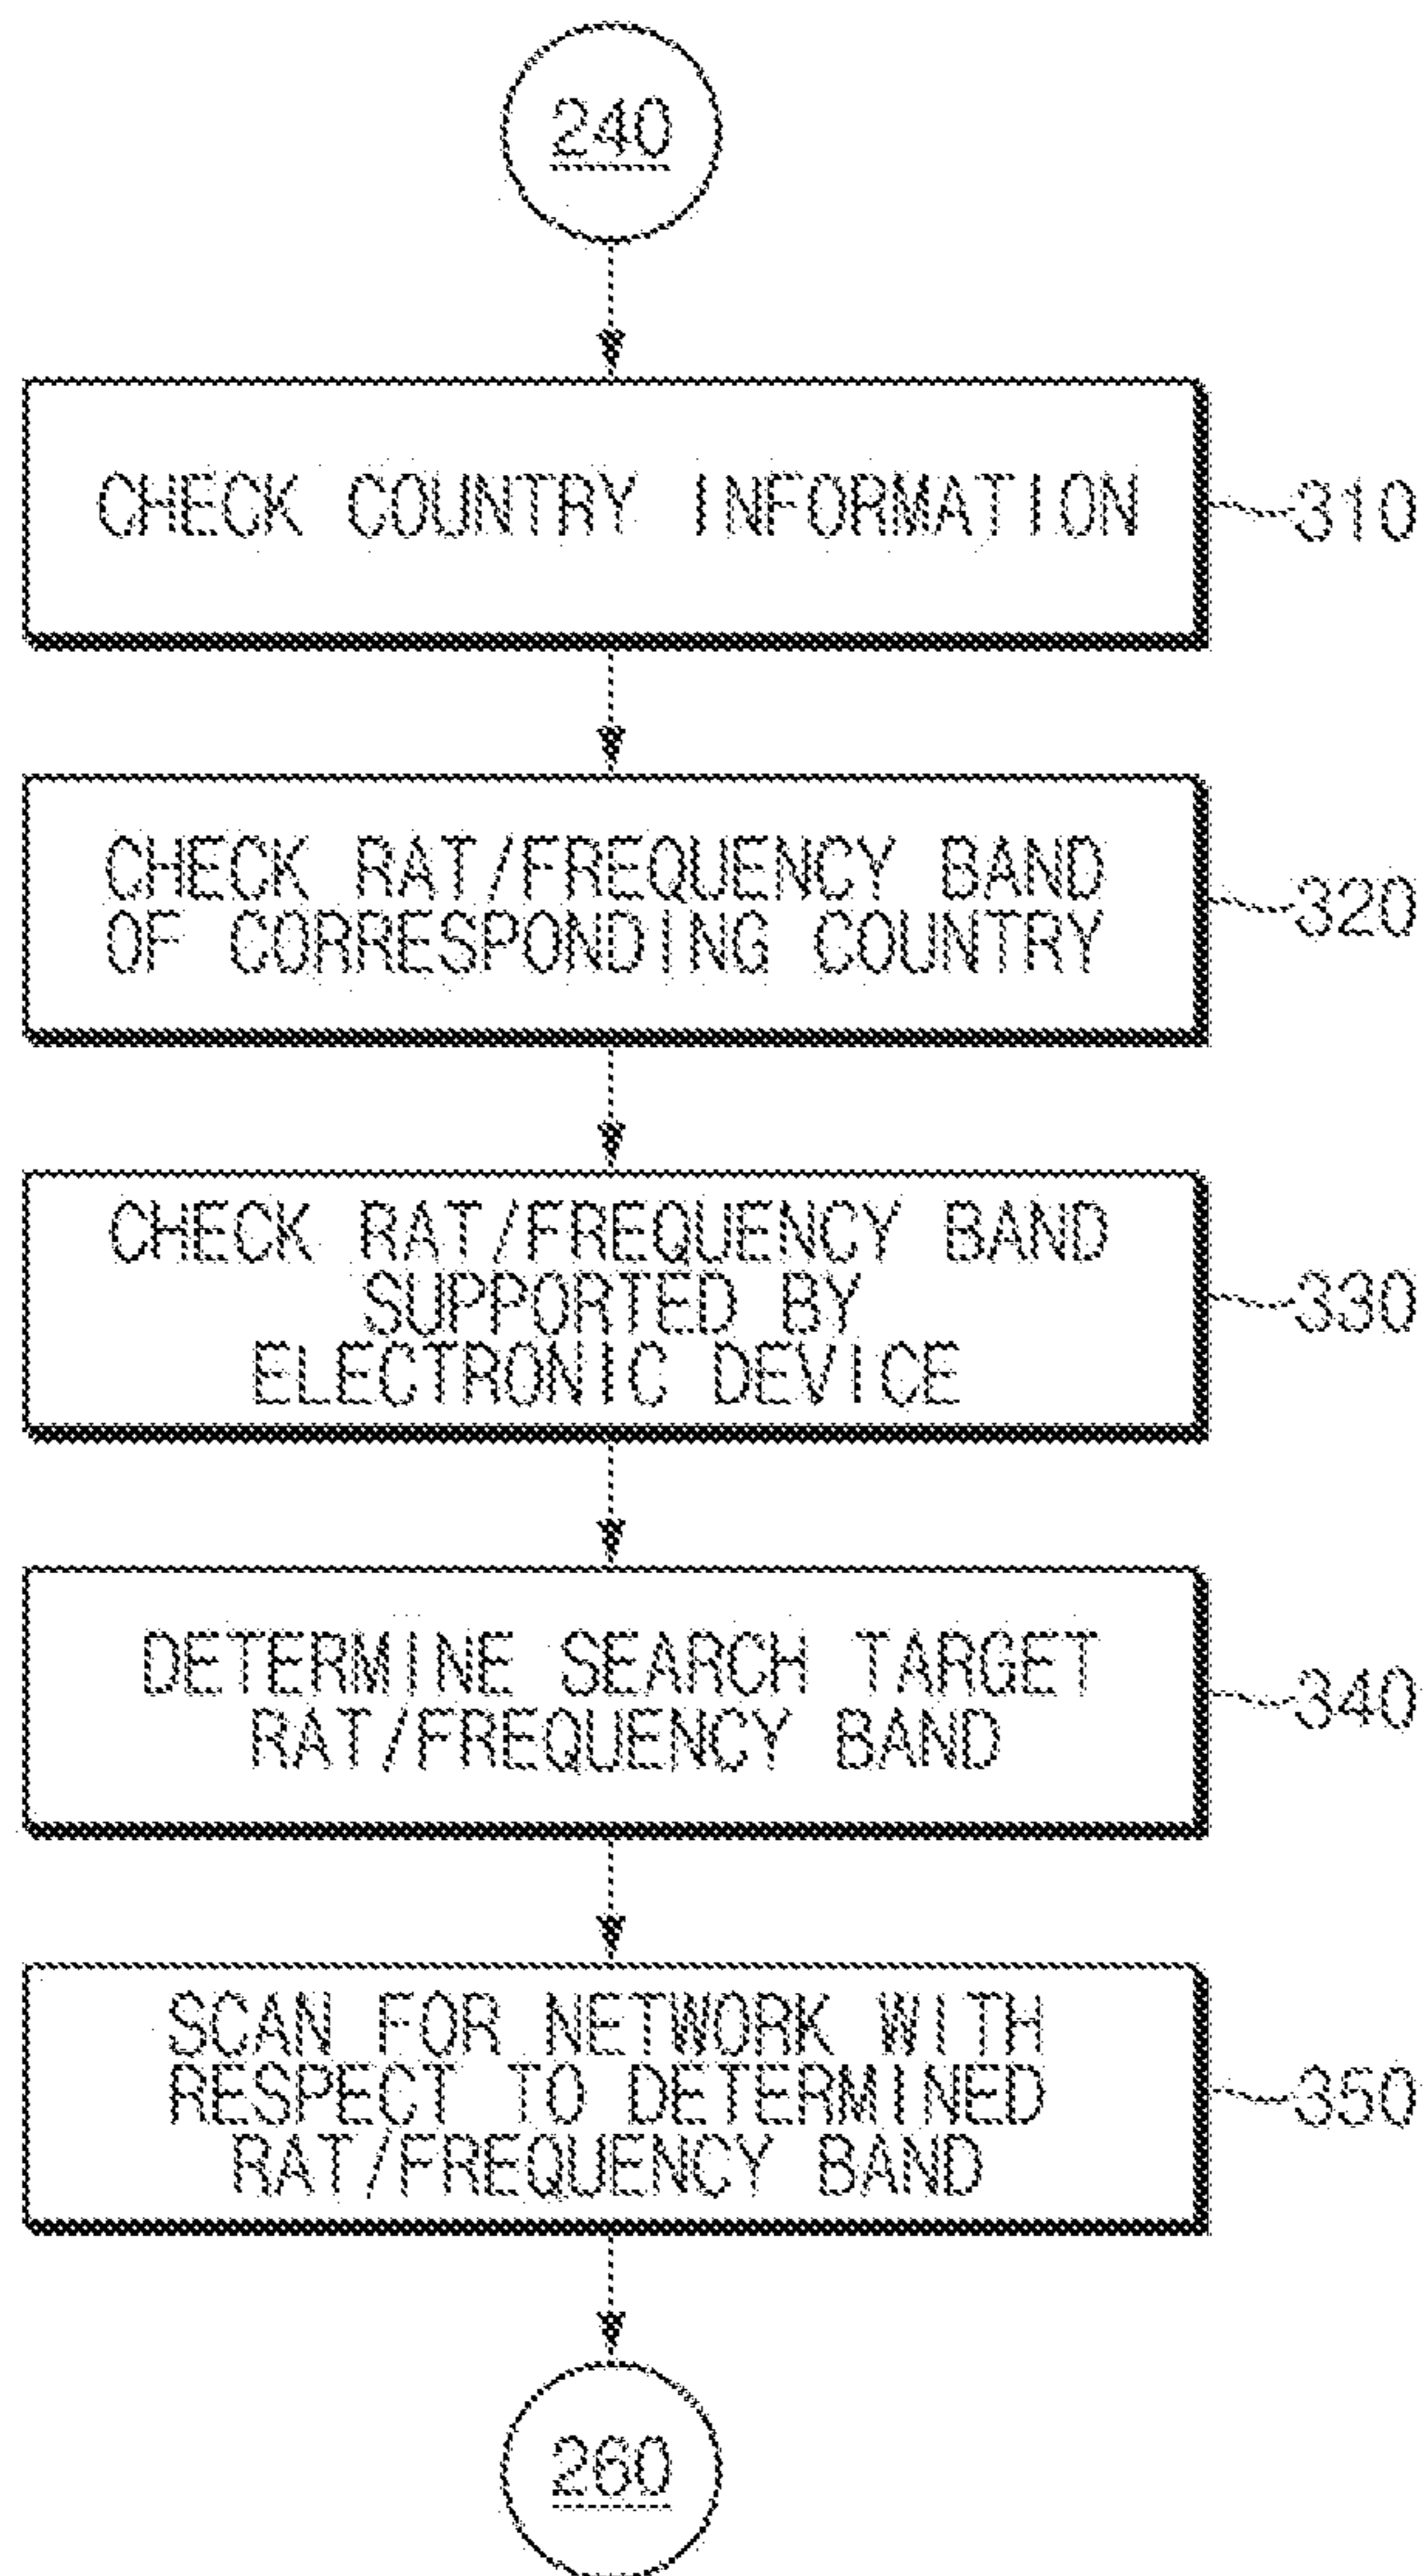 240
CHECK COUNTRY INFORMATION
310
CHECK RAT/FREQUENCY BAND
OF CORRESPONDING COUNTRY
320
CHECK RAT/FREQUENCY BAND
SUPPORTED BY
ELECTRONIC DEVICE
330
DETERMINE SEARCH TARGET
RAT/FREQUENCY BAND
340
SCAN FOR NETWORK WITH
RESPECT TO DETERMINED
RAT/FREQUENCY BAND
350
260